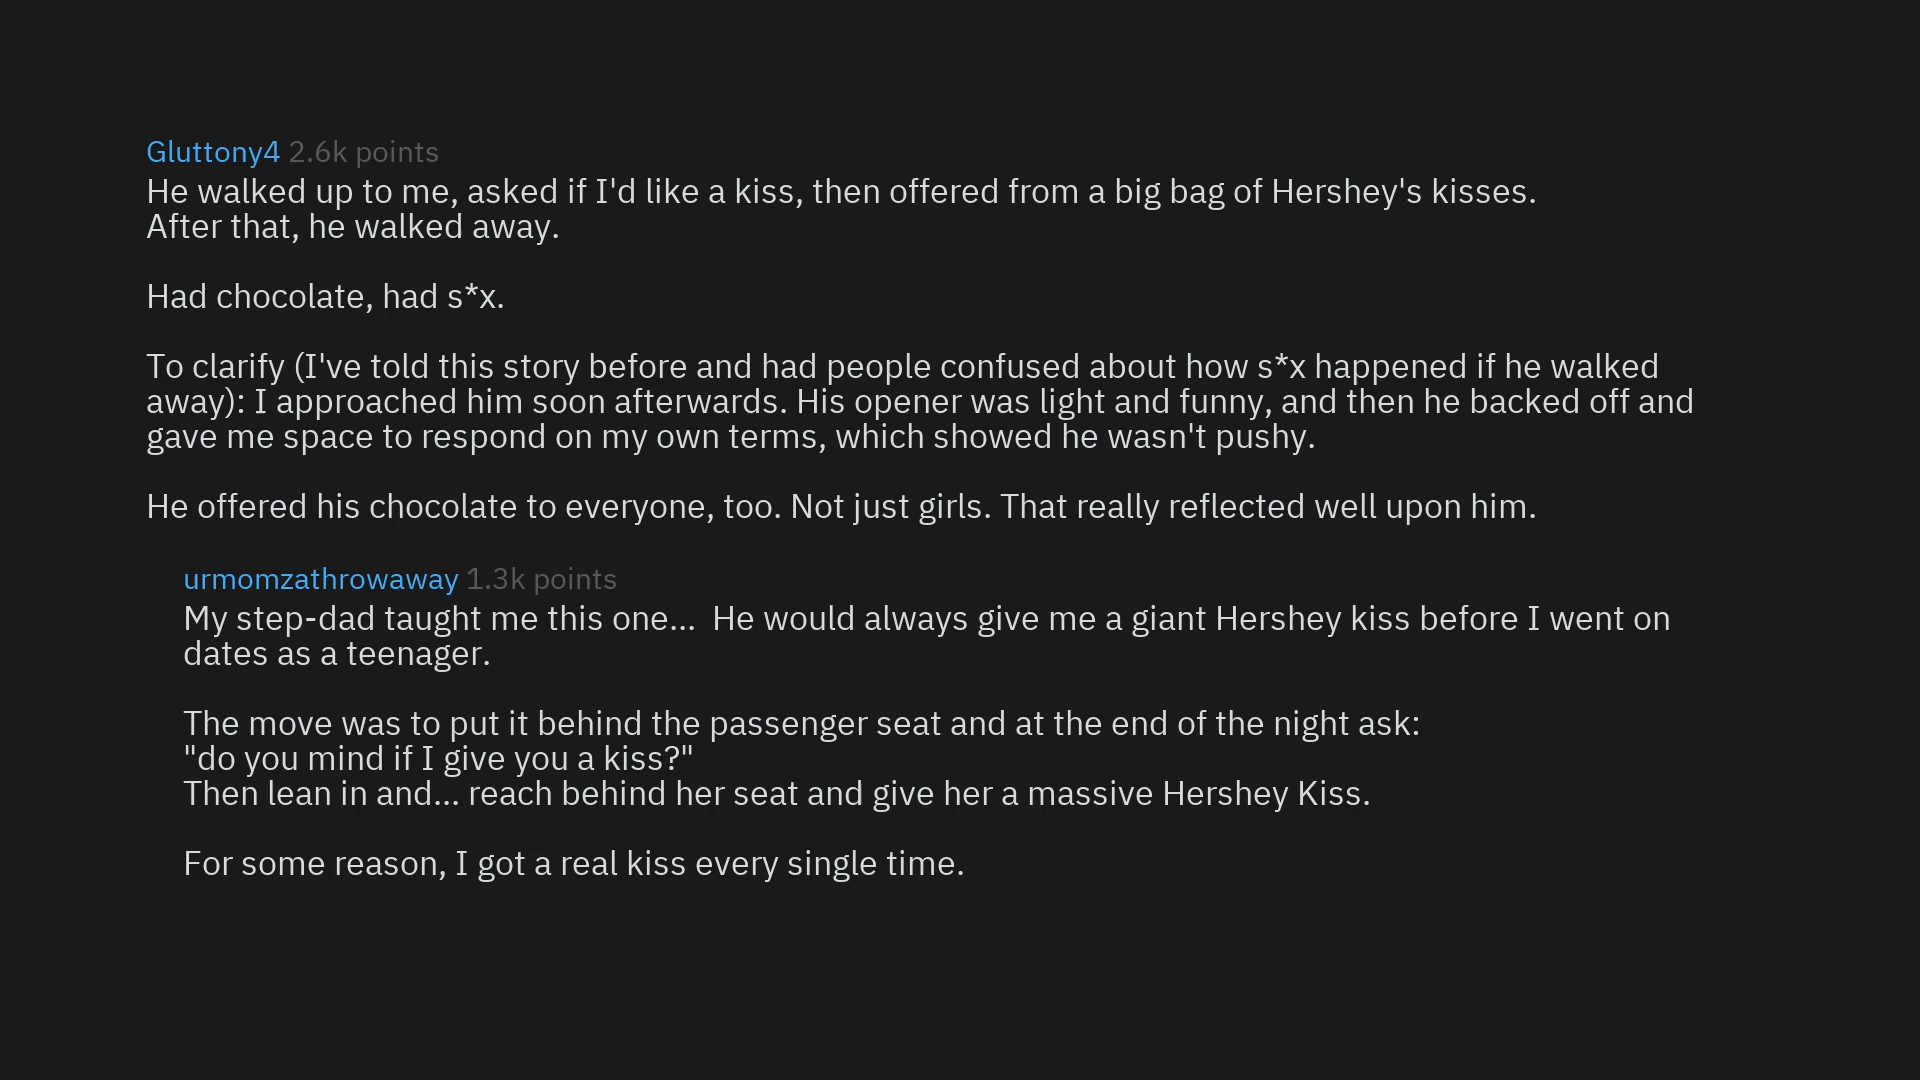 Gluttony4 2.6k points
He walked up to me, asked if I'd like a kiss, then offered from a big bag of Hershey's kisses.
After that, he walked away.
Had chocolate, had s*x.
To clarify (I've told this story before and had people confused about how s*x happened if he walked
away): I approached him soon afterwards. His opener was light and funny, and then he backed off and
gave me space to respond on my own terms, which showed he wasn't pushy.
He offered his chocolate to everyone, too. Not just girls. That really reflected well upon him.
urmomzathrowaway 1.3k points
My step-dad taught me this one... He would always give me a giant Hershey kiss before I went on
dates as a teenager.
The move was to put it behind the passenger seat and at the end of the night ask:
"do you mind if I give you a kiss?"
Then lean in and... reach behind her seat and give her a massive Hershey Kiss.
For some reason, I got a real kiss every single time.